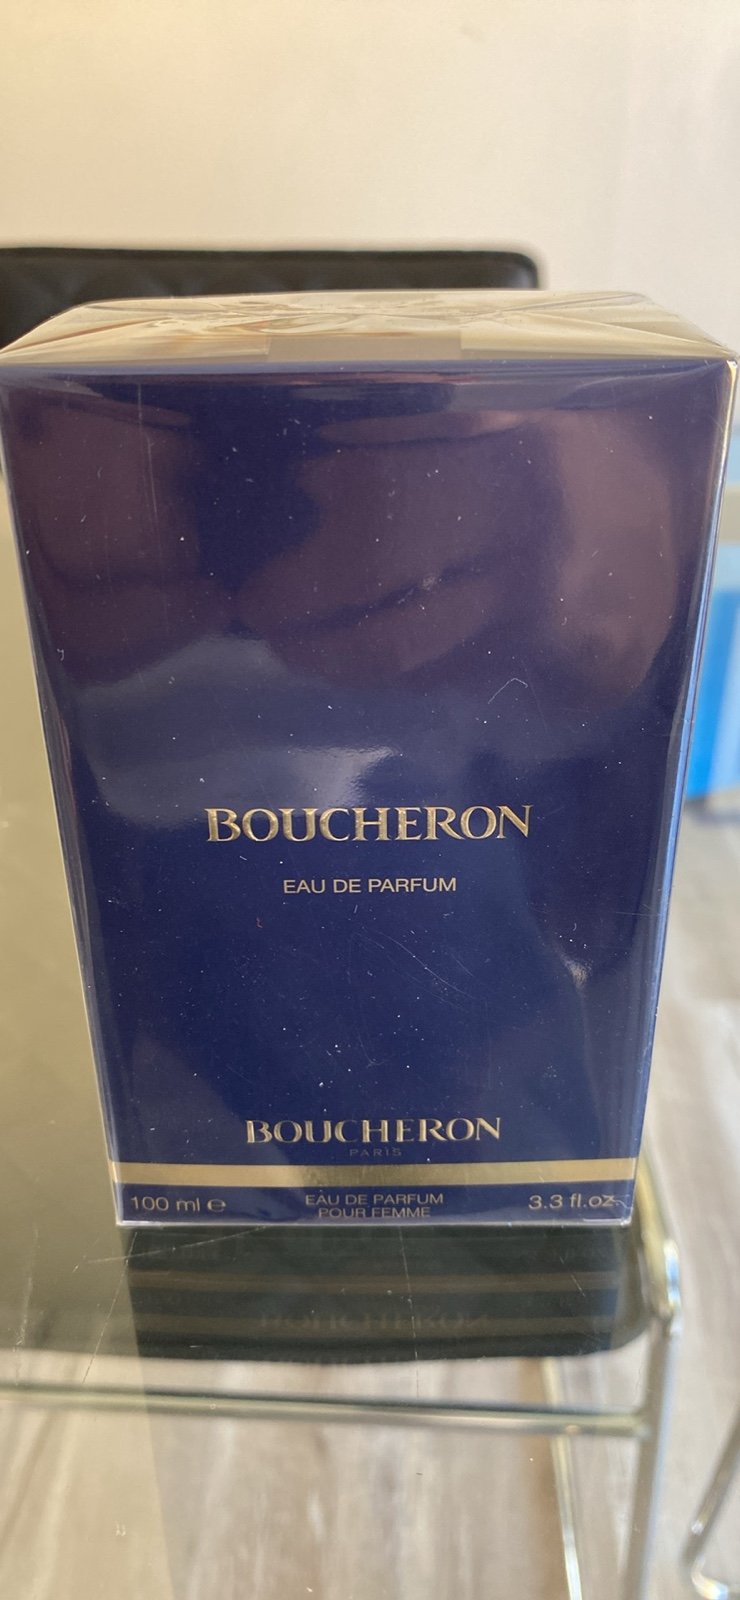 BOUCHERON
EAU DE PARFUM
BOUCHERON
PARIS
100 ml ℮
EAU DE PARFUM
POUR FEMME
3.3 fl.oz.